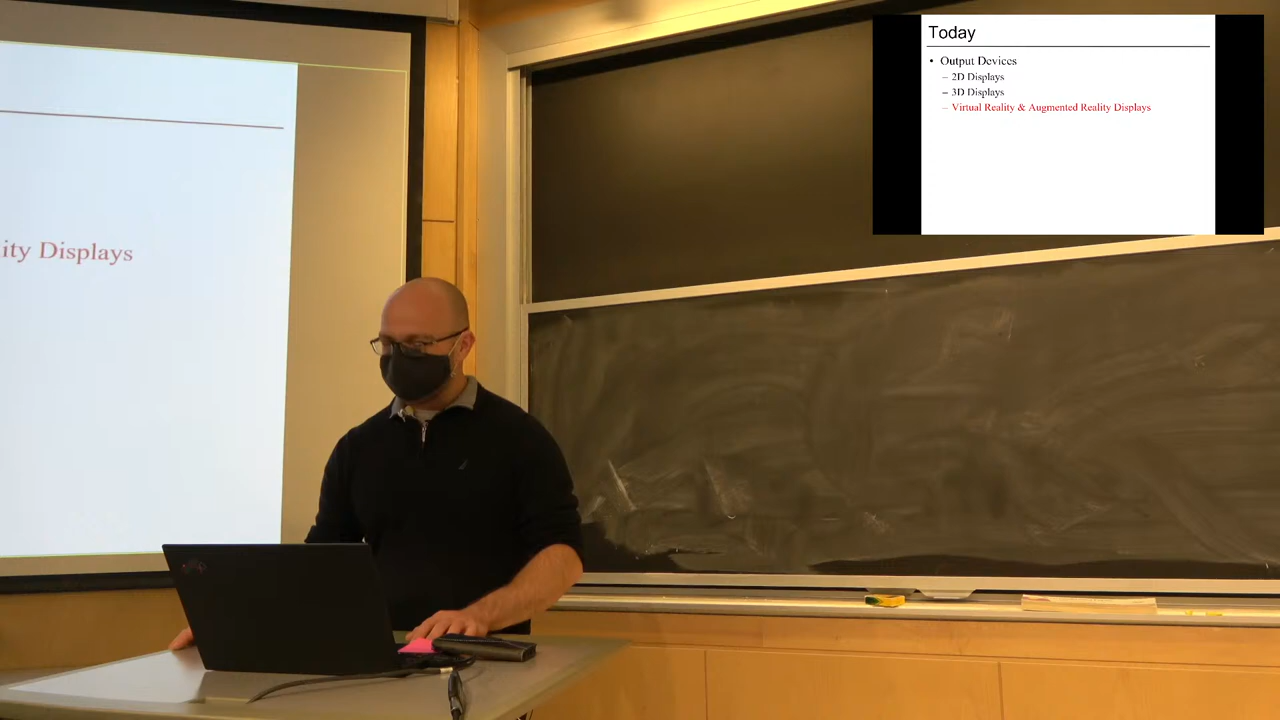 Today
• Output Devices
– 2D Displays
– 3D Displays
– Virtual Reality & Augmented Reality Displays
ity Displays